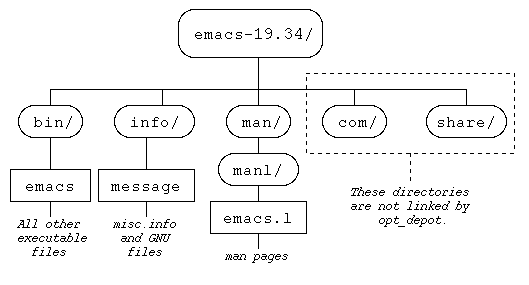 emacs-19.34/
bin/
info/
man/
com/
share/
manl/
emacs
message
emacs.l
These directories
are not linked by
opt_depot.
All other
executable
files
misc.info
and GNU
files
man pages